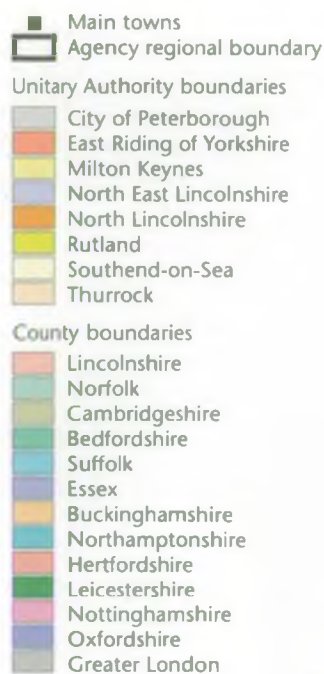 Main towns
Agency regional boundary
Unitary Authority boundaries
City of Peterborough
East Riding of Yorkshire
Milton Keynes
North East Lincolnshire
North Lincolnshire
Rutland
Southend-on-Sea
Thurrock
County boundaries
Lincolnshire
Norfolk
Cambridgeshire
Bedfordshire
Suffolk
Essex
Buckinghamshire
Northamptonshire
Hertfordshire
Leicestershire
Nottinghamshire
Oxfordshire
Greater London